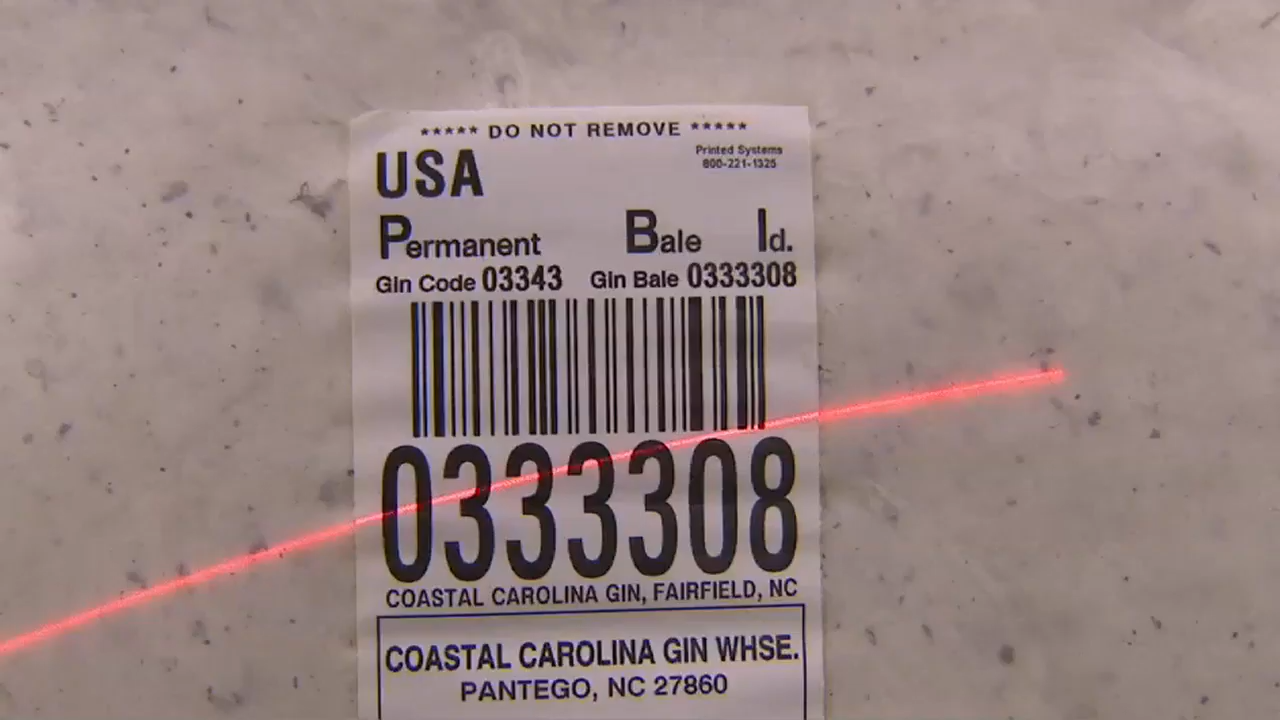 ***** DO NOT REMOVE *****
USA
Printed Systems
800-221-1325
Permanent Bale Id.
Gin Code 03343 Gin Bale 0333308
0333308
COASTAL CAROLINA GIN, FAIRFIELD, NC
COASTAL CAROLINA GIN WHSE.
PANTEGO, NC 27860